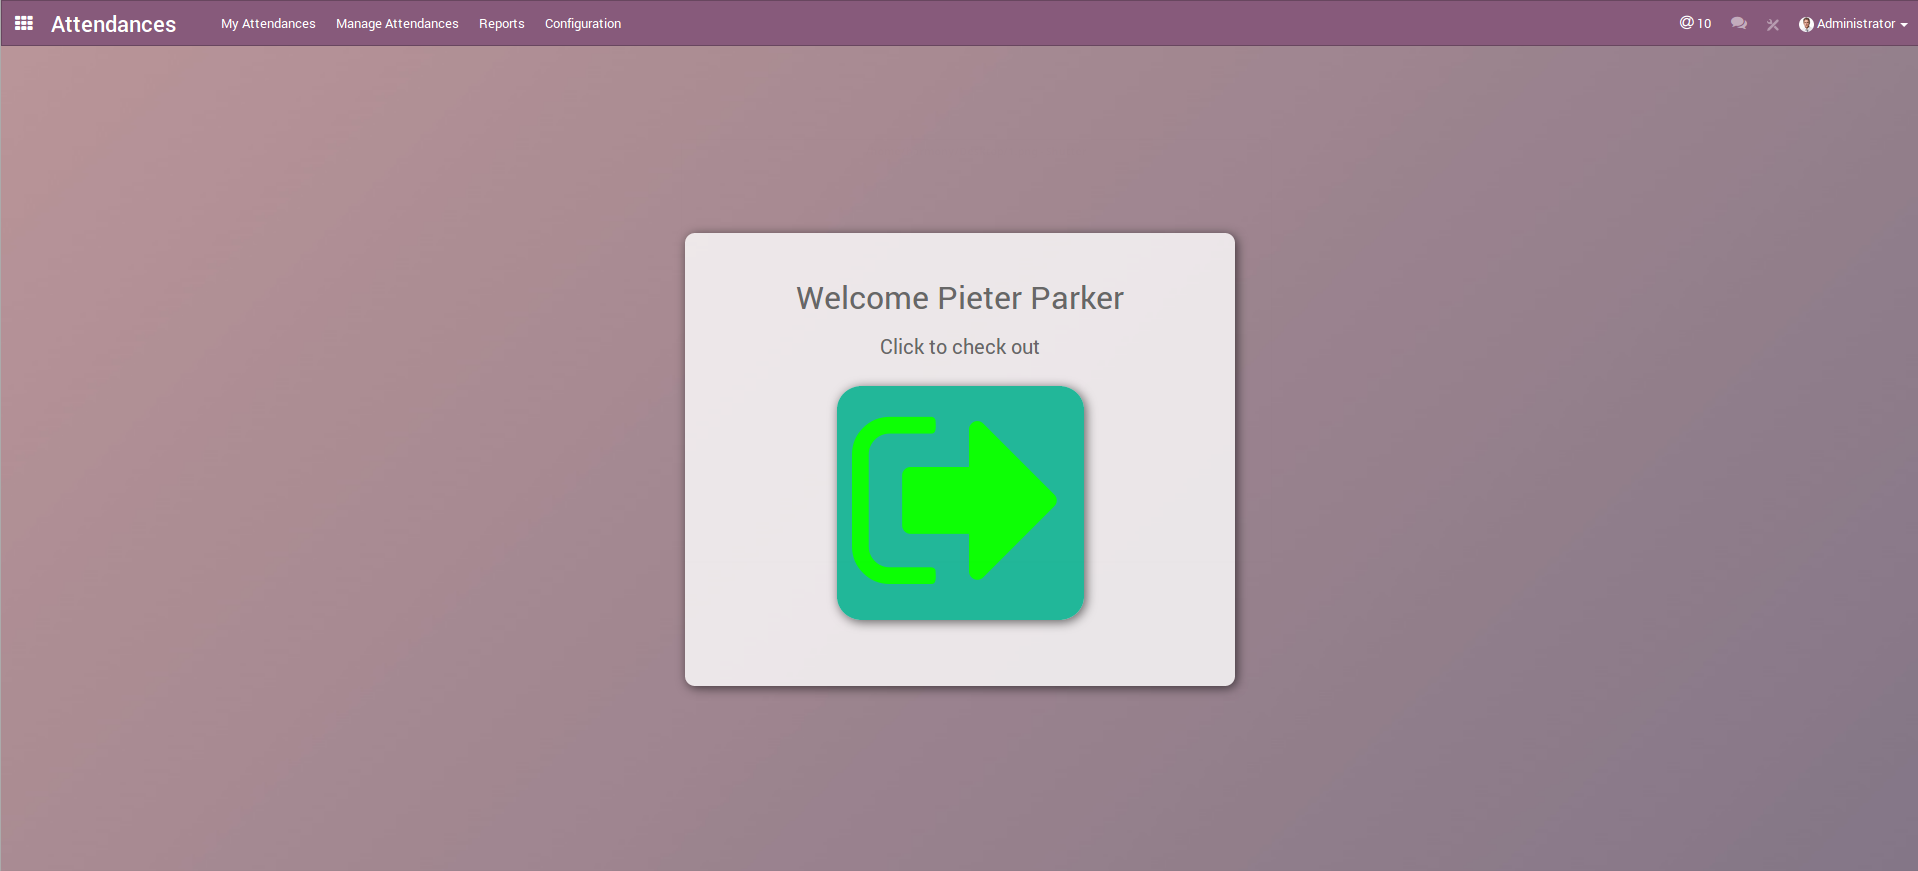 Attendances My Attendances Manage Attendances Reports Configuration @ 10 Administrator
Welcome Pieter Parker
Click to check out